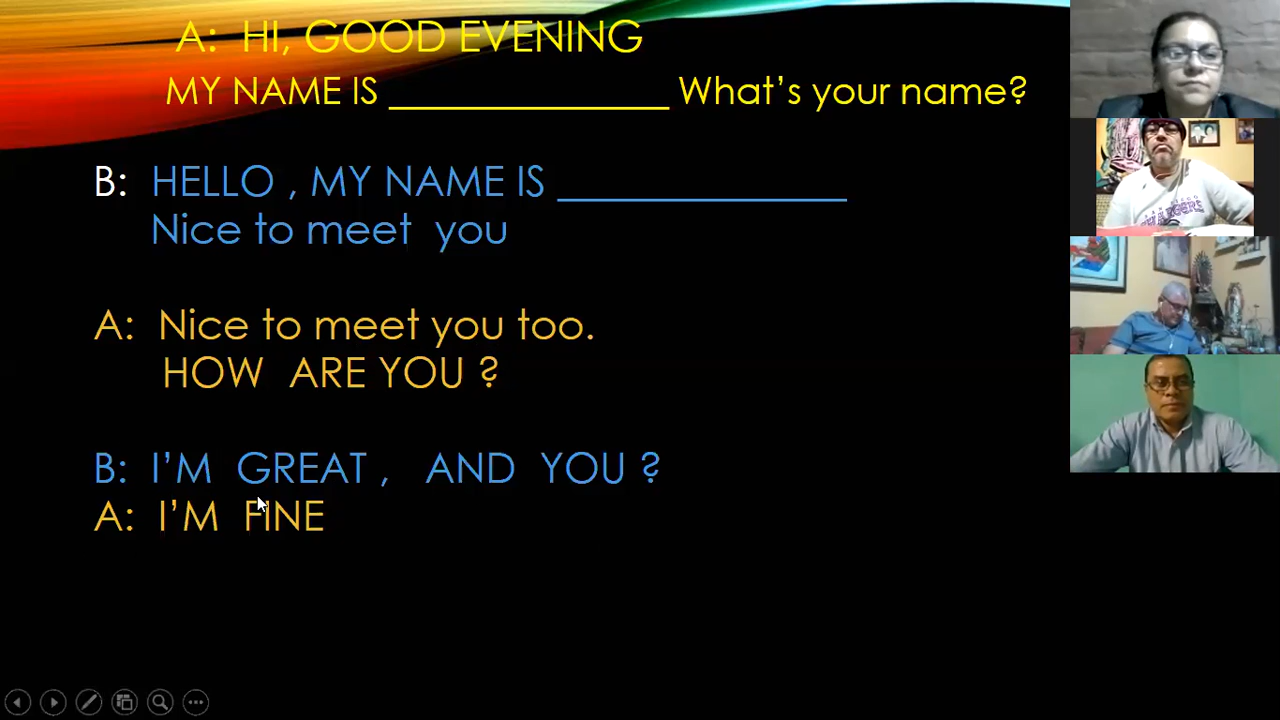 A: HI, GOOD EVENING
MY NAME IS ______________ What's your name?
B: HELLO , MY NAME IS ______________
Nice to meet you
A: Nice to meet you too.
HOW ARE YOU ?
B: I'M GREAT , AND YOU ?
A: I'M FINE